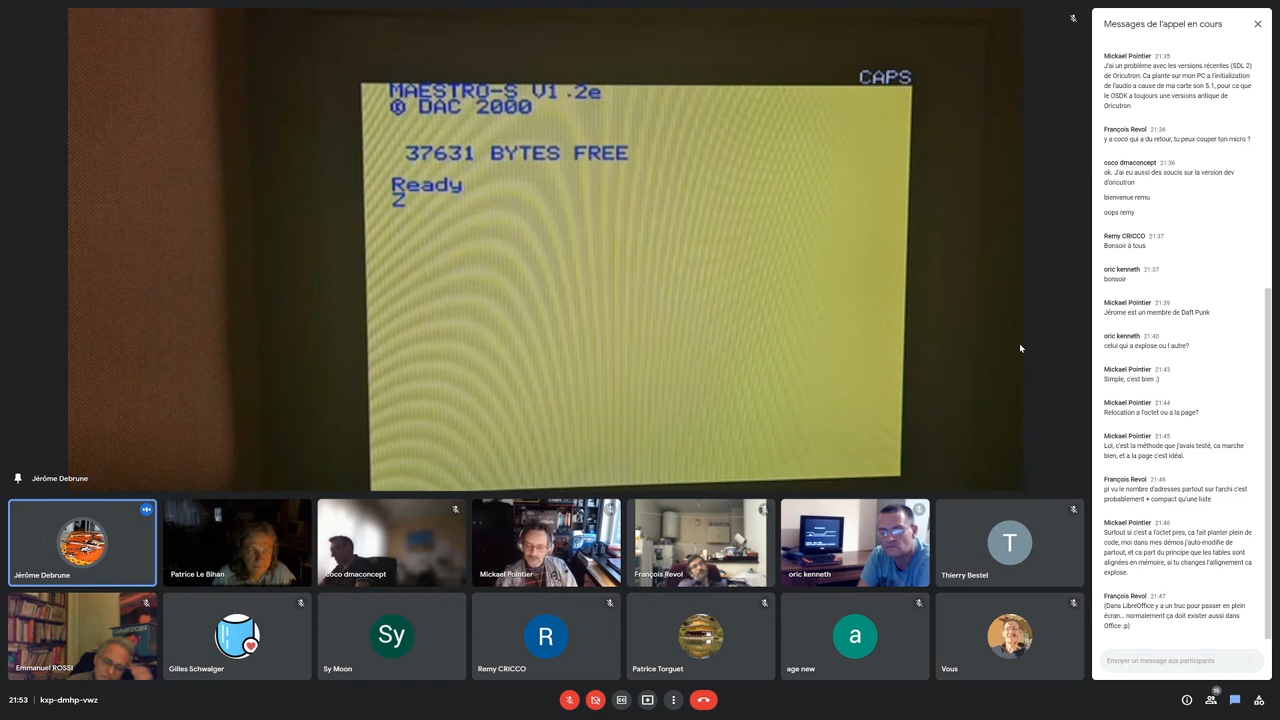 CAPS
MAESTRO-S V1.2e
© DAC 2000
37631 BYTES FREE
Ready
Z
Jérôme Debrune
Jérôme Debrune
Patrice Le Bihan
coco dmaconcept
Mickael Pointier
François Revol
oric kenneth
T
Thierry Bestel
Emmanuel ROSSI
Gilles Schwalger
Sy
Sy Moon
R
Remy CRICCO
Patrice Torguet
a
age new
Vous
21:53 | kxp-dmhp-vwz
15
Messages de l'appel en cours
Mickael Pointier 21:35
J'ai un problème avec les versions récentes (SDL 2)
de Oricutron: Ca plante sur mon PC a l'initialization
de l'audio a cause de ma carte son 5.1, pour ca que
le OSDK a toujours une versions antique de
Oricutron
François Revol 21:36
y a coco qui a du retour, tu peux couper ton micro ?
coco dmaconcept 21:36
ok. J'ai eu aussi des soucis sur la version dev
d'oricutron
bienvenue remu
oops remy
Remy CRICCO 21:37
Bonsoir à tous
oric kenneth 21:37
bonsoir
Mickael Pointier 21:39
Jérome est un membre de Daft Punk
oric kenneth 21:40
celui qui a explose ou l autre?
Mickael Pointier 21:43
Simple, c'est bien :)
Mickael Pointier 21:44
Relocation a l'octet ou a la page?
Mickael Pointier 21:45
Lol, c'est la méthode que j'avais testé, ca marche
bien, et a la page c'est idéal.
François Revol 21:46
pi vu le nombre d'adresses partout sur l'archi c'est
probablement + compact qu'une liste
Mickael Pointier 21:46
Surtout si c'est a l'octet pres, ca fait planter plein de
code, moi dans mes démos j'auto-modifie de
partout, et ca part du principe que les tables sont
alignées en mémoire, si tu changes l'allignement ca
explose.
François Revol 21:47
(Dans LibreOffice y a un truc pour passer en plein
écran... normalement ça doit exister aussi dans
Office :p)
Envoyer un message aux participants